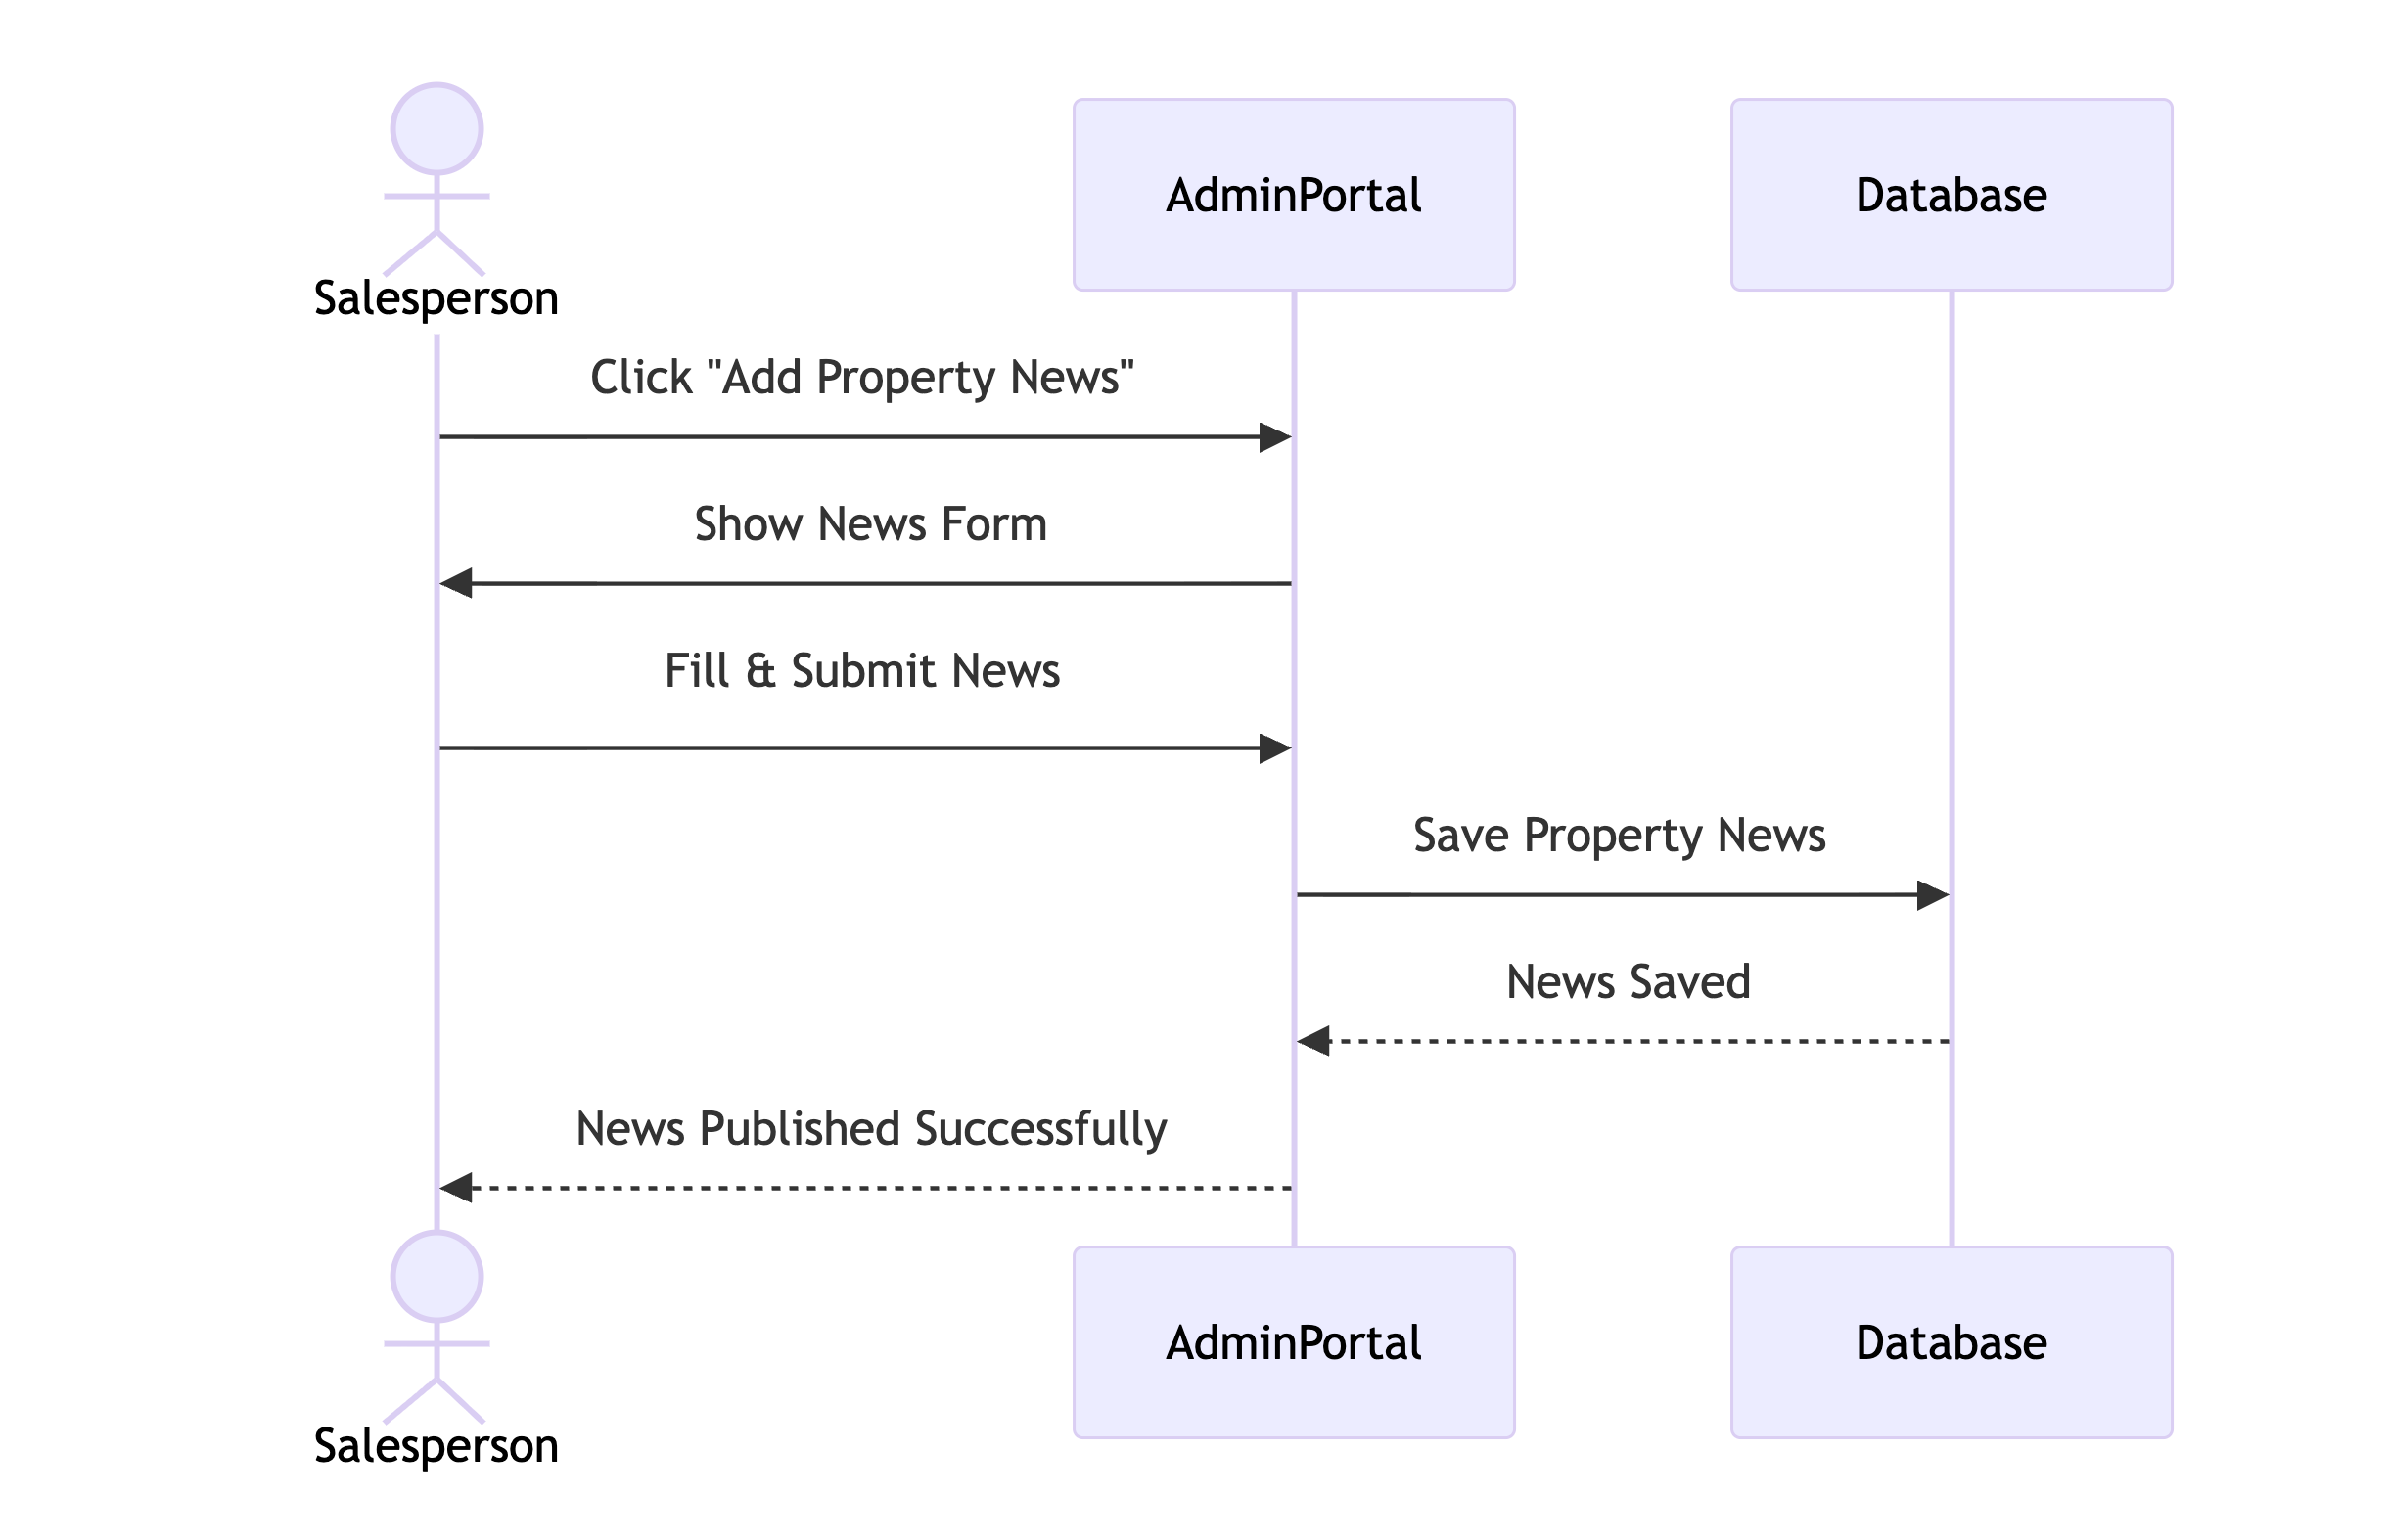 Salesperson
AdminPortal
Database
Click "Add Property News"
Show News Form
Fill & Submit News
Save Property News
News Saved
News Published Successfully
Salesperson
AdminPortal
Database